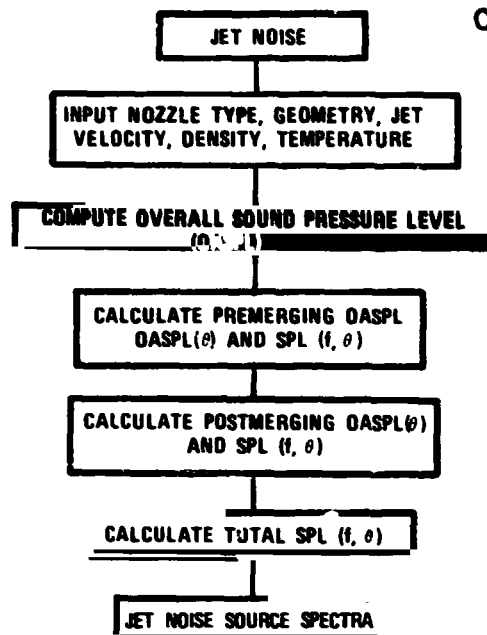 JET NOISE
INPUT NOZZLE TYPE, GEOMETRY, JET
VELOCITY, DENSITY, TEMPERATURE
COMPUTE OVERALL SOUND PRESSURE LEVEL
CALCULATE PREMERGING OASPL
OASPL(θ) AND SPL (f, θ)
CALCULATE POSTMERGING OASPL(θ)
AND SPL (f, θ)
CALCULATE TOTAL SPL (f, θ)
JET NOISE SOURCE SPECTRA